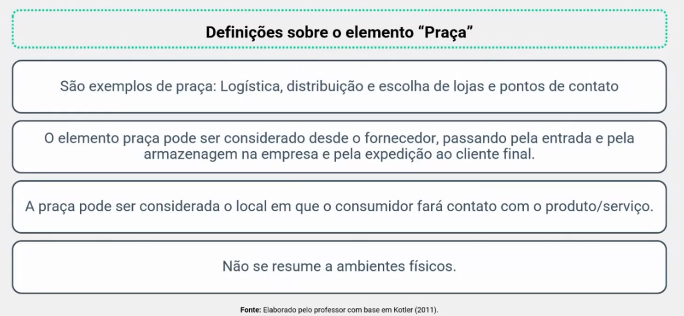 Definições sobre o elemento “Praça”
São exemplos de praça: Logística, distribuição e escolha de lojas e pontos de contato
O elemento praça pode ser considerado desde o fornecedor, passando pela entrada e pela
armazenagem na empresa e pela expedição ao cliente final.
A praça pode ser considerada o local em que o consumidor fará contato com o produto/serviço.
Não se resume a ambientes físicos.
Fonte: Elaborado pelo professor com base em Kotler (2011).